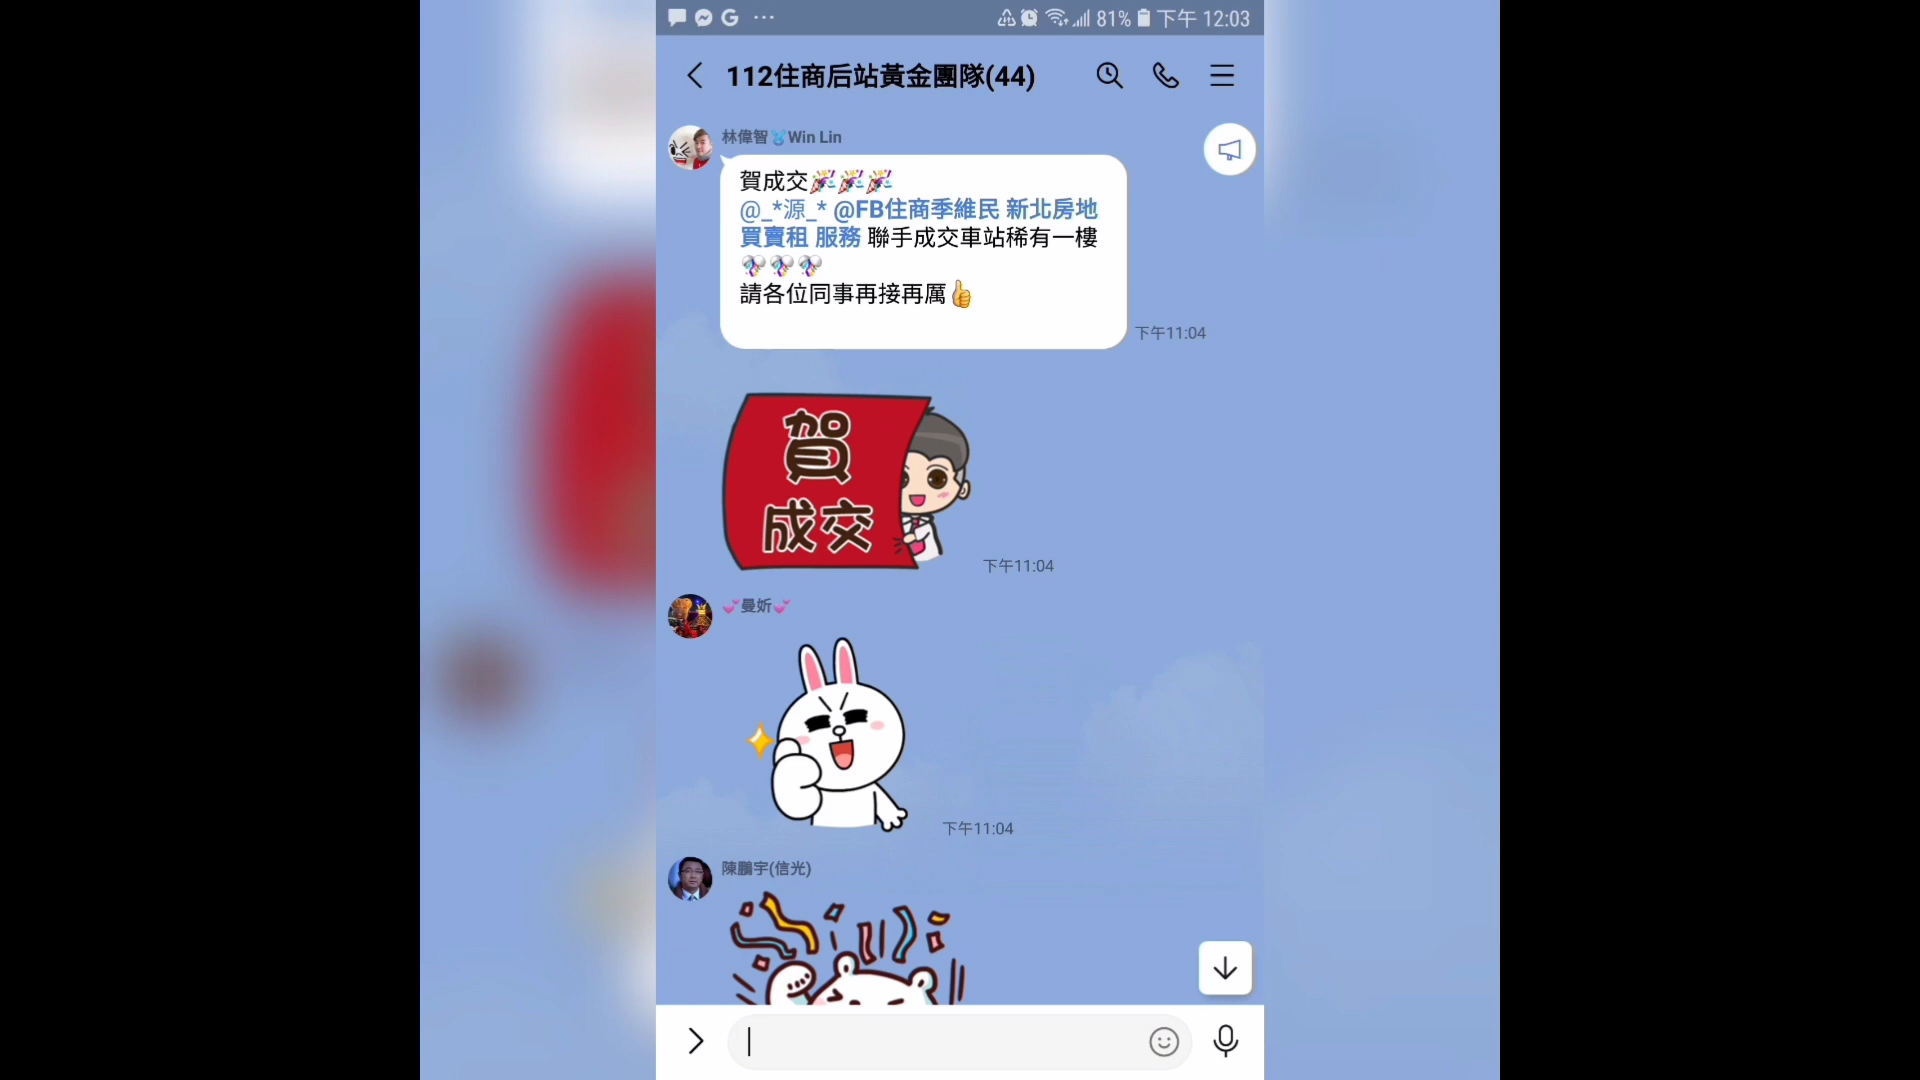 81% 下午 12:03
112住商后站黃金團隊(44)
林偉智 Win Lin
賀成交
@_*源_* @FB住商季維民 新北房地
買賣租 服務 聯手成交車站稀有一樓
請各位同事再接再厲
下午11:04
賀
成交
下午11:04
曼妡
下午11:04
陳鵬宇(信光)